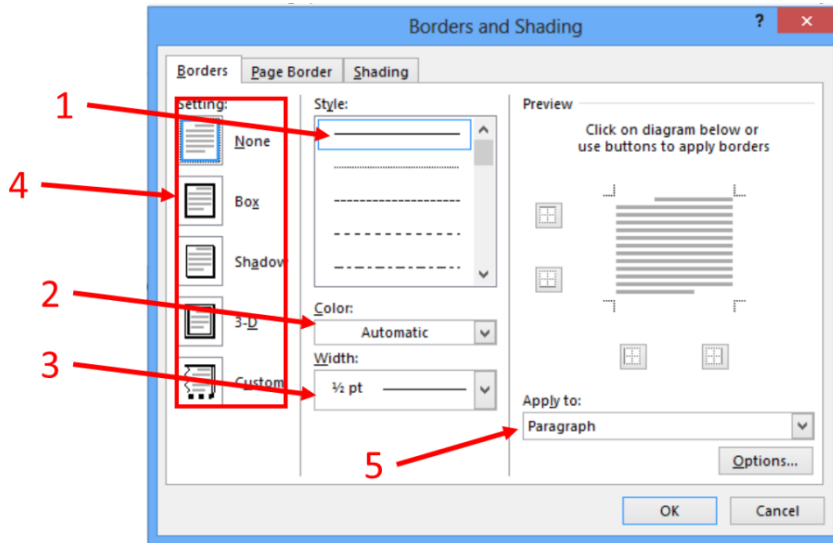 Borders and Shading
?
×
Borders
Page Border
Shading
Setting:
None
Box
Shadow
3-D
Custom
Style:
Color:
Automatic
Width:
½ pt
Preview
Click on diagram below or
use buttons to apply borders
Apply to:
Paragraph
Options...
OK
Cancel
1
4
2
3
5